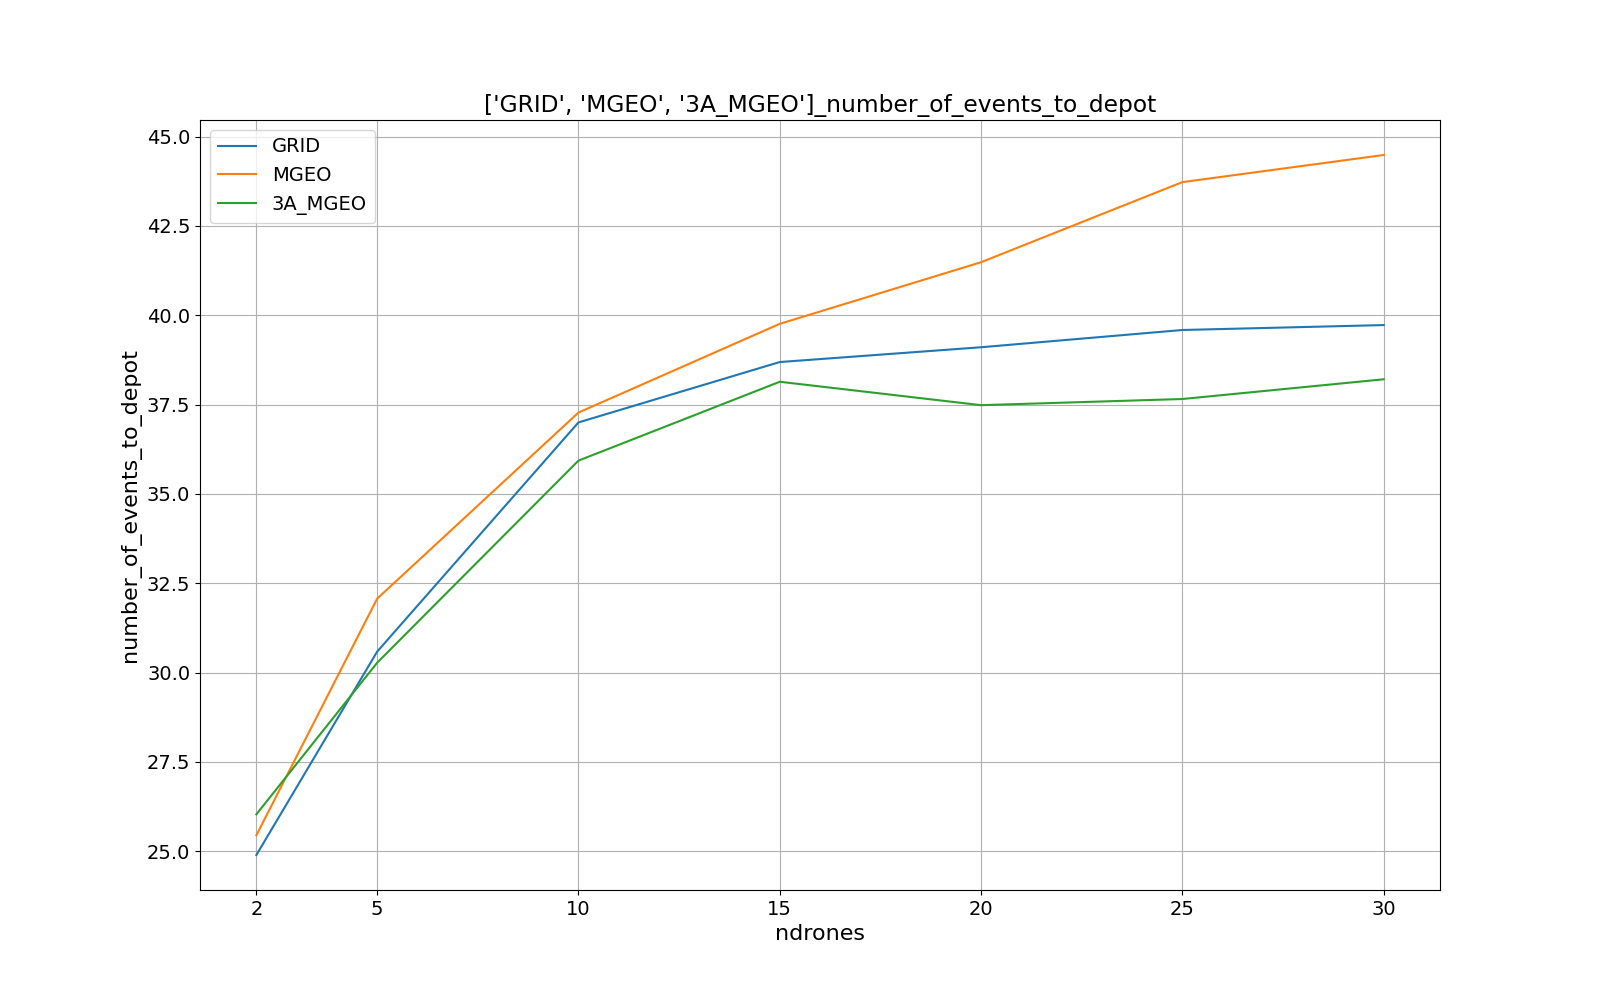 ['GRID', 'MGEO', '3A_MGEO']_number_of_events_to_depot
GRID
MGEO
3A_MGEO
number_of_events_to_depot
45.0
42.5
40.0
37.5
35.0
32.5
30.0
27.5
25.0
2 5 10 15 20 25 30
ndrones